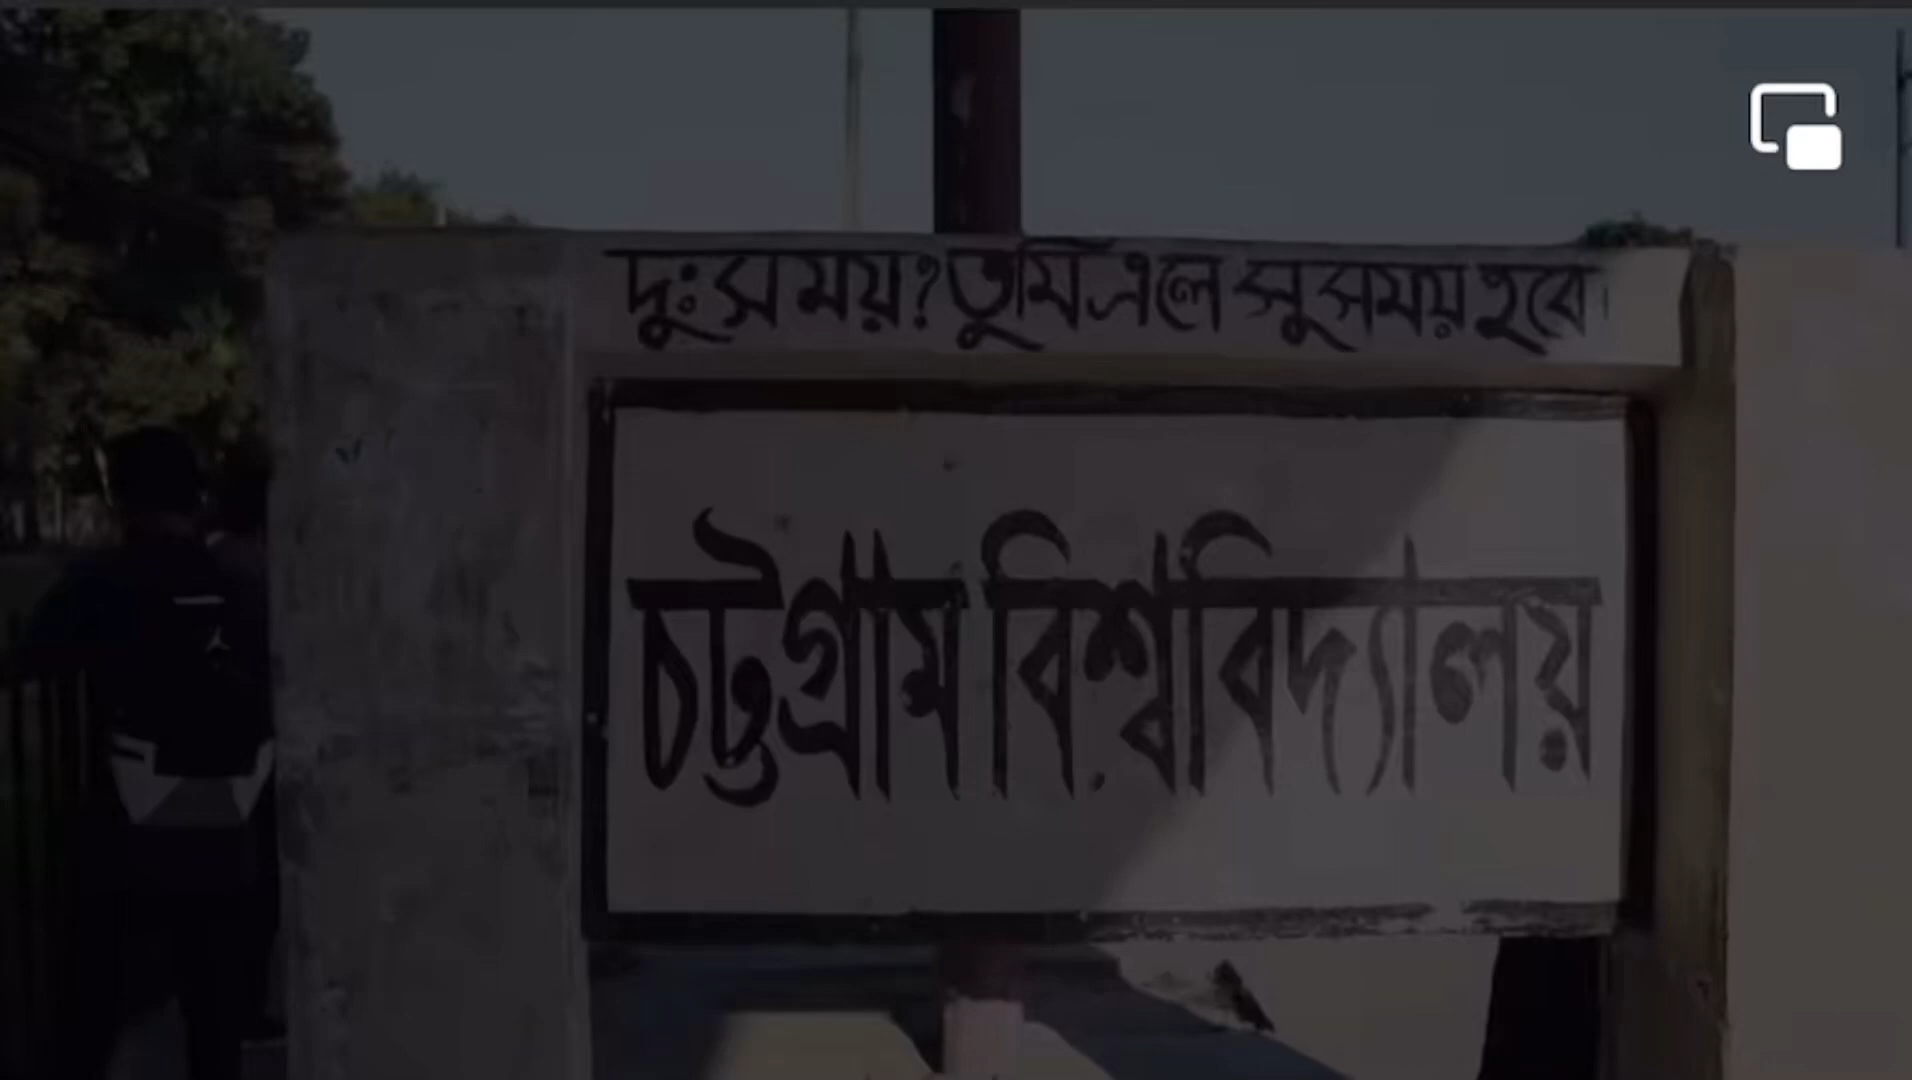 দুঃসময়? তুমি এলে সুসময় হবে।
চট্টগ্রাম বিশ্ববিদ্যালয়